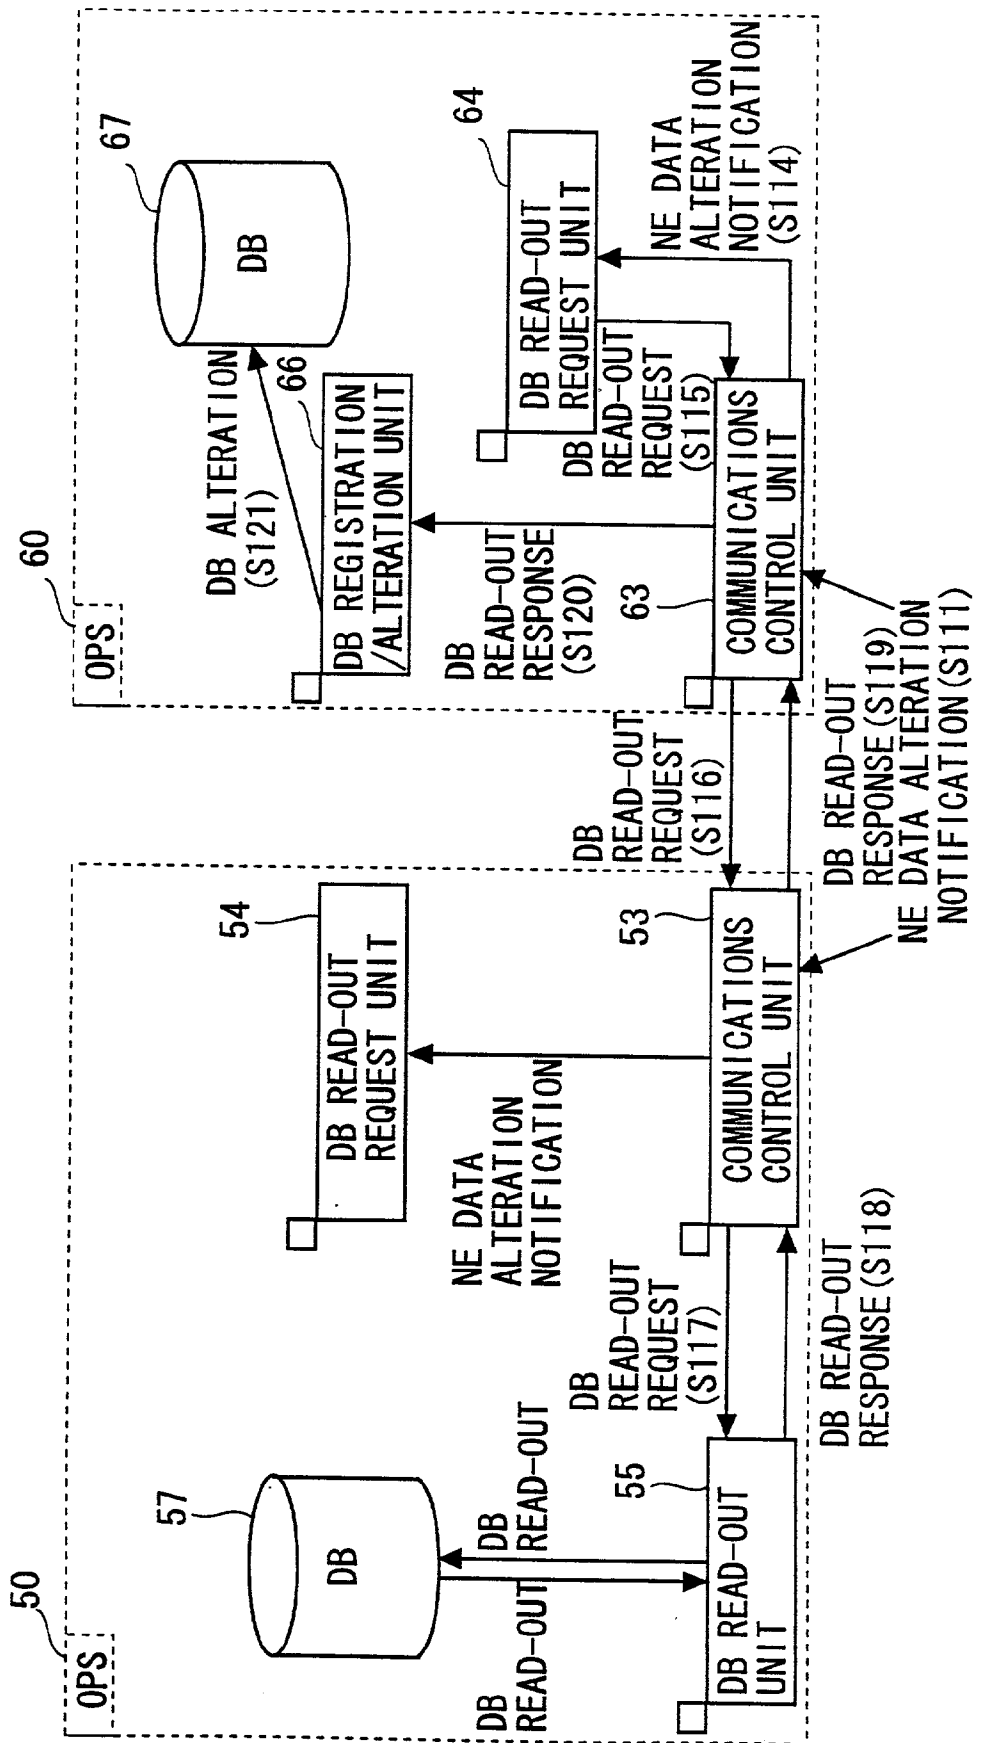 50
OPS
57
DB
DB
READ-OUT
DB
READ-OUT
55
DB READ-OUT
UNIT
DB
READ-OUT
REQUEST
(S117)
DB READ-OUT
RESPONSE(S118)
54
DB READ-OUT
REQUEST UNIT
NE DATA
ALTERATION
NOTIFICATION
53
COMMUNICATIONS
CONTROL UNIT
DB
READ-OUT
REQUEST
(S116)
DB READ-OUT
RESPONSE(S119)
NE DATA ALTERATION
NOTIFICATION(S111)
60
OPS
67
DB
DB ALTERATION
(S121)
66
DB REGISTRATION
/ALTERATION UNIT
DB
READ-OUT
RESPONSE
(S120)
64
DB READ-OUT
REQUEST UNIT
DB
READ-OUT
REQUEST
(S115)
NE DATA
ALTERATION
NOTIFICATION
(S114)
63
COMMUNICATIONS
CONTROL UNIT